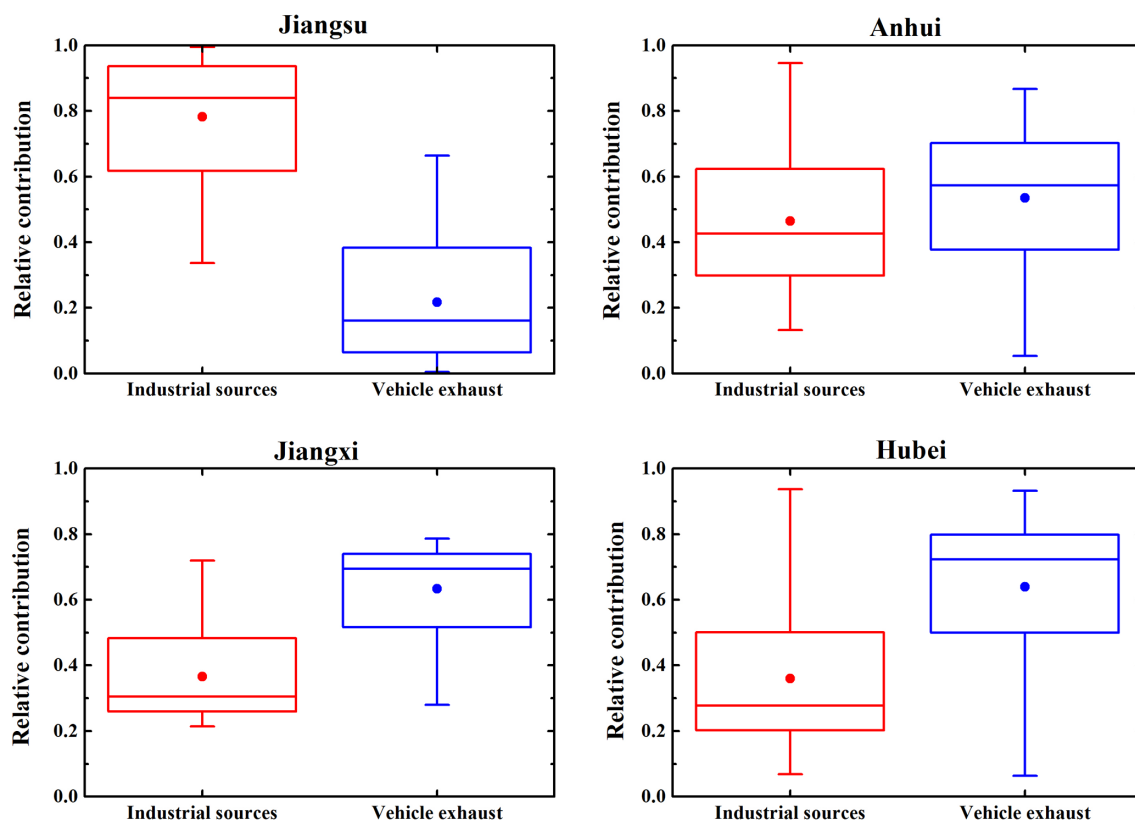 Jiangsu
Relative contribution
1.0
0.8
0.6
0.4
0.2
0.0
Industrial sources
Vehicle exhaust
Anhui
Relative contribution
1.0
0.8
0.6
0.4
0.2
0.0
Industrial sources
Vehicle exhaust
Jiangxi
Relative contribution
1.0
0.8
0.6
0.4
0.2
0.0
Industrial sources
Vehicle exhaust
Hubei
Relative contribution
1.0
0.8
0.6
0.4
0.2
0.0
Industrial sources
Vehicle exhaust